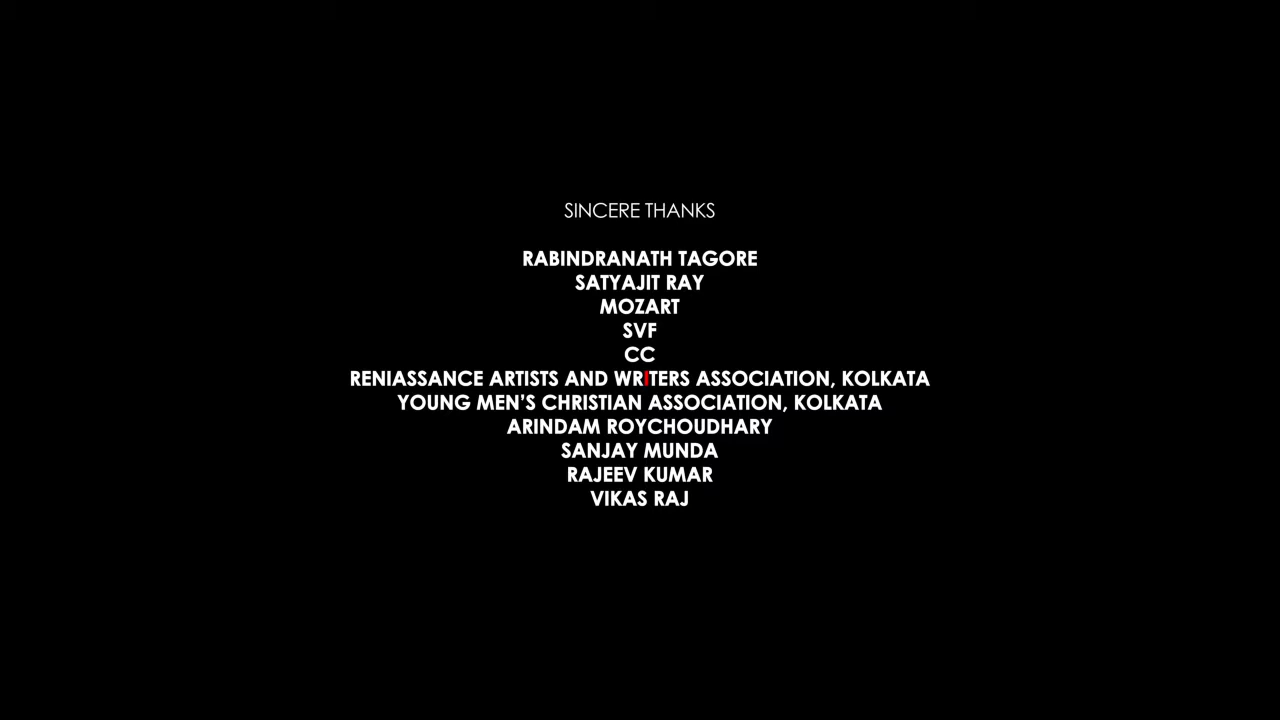 SINCERE THANKS
RABINDRANATH TAGORE
SATYAJIT RAY
MOZART
SVF
CC
RENIASSANCE ARTISTS AND WRITERS ASSOCIATION, KOLKATA
YOUNG MEN’S CHRISTIAN ASSOCIATION, KOLKATA
ARINDAM ROYCHOUDHARY
SANJAY MUNDA
RAJEEV KUMAR
VIKAS RAJ